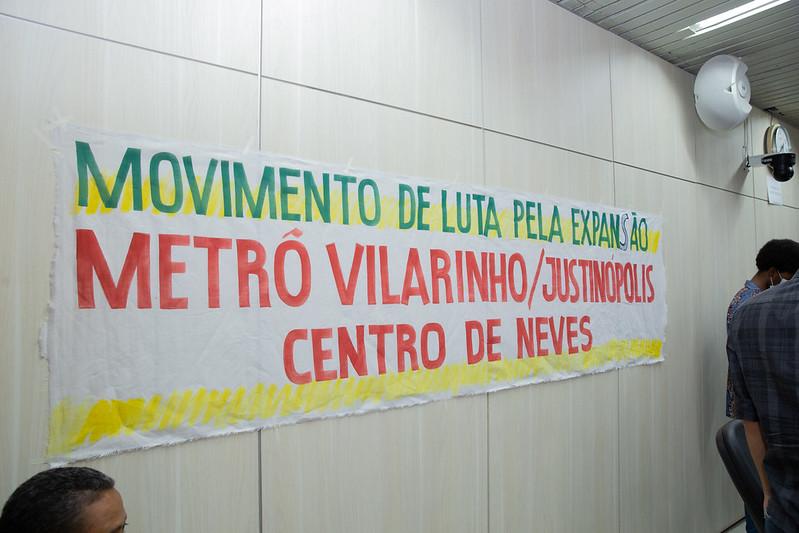 MOVIMENTO DE LUTA PELA EXPANSÃO
METRÔ VILARINHO/JUSTINÓPOLIS
CENTRO DE NEVES